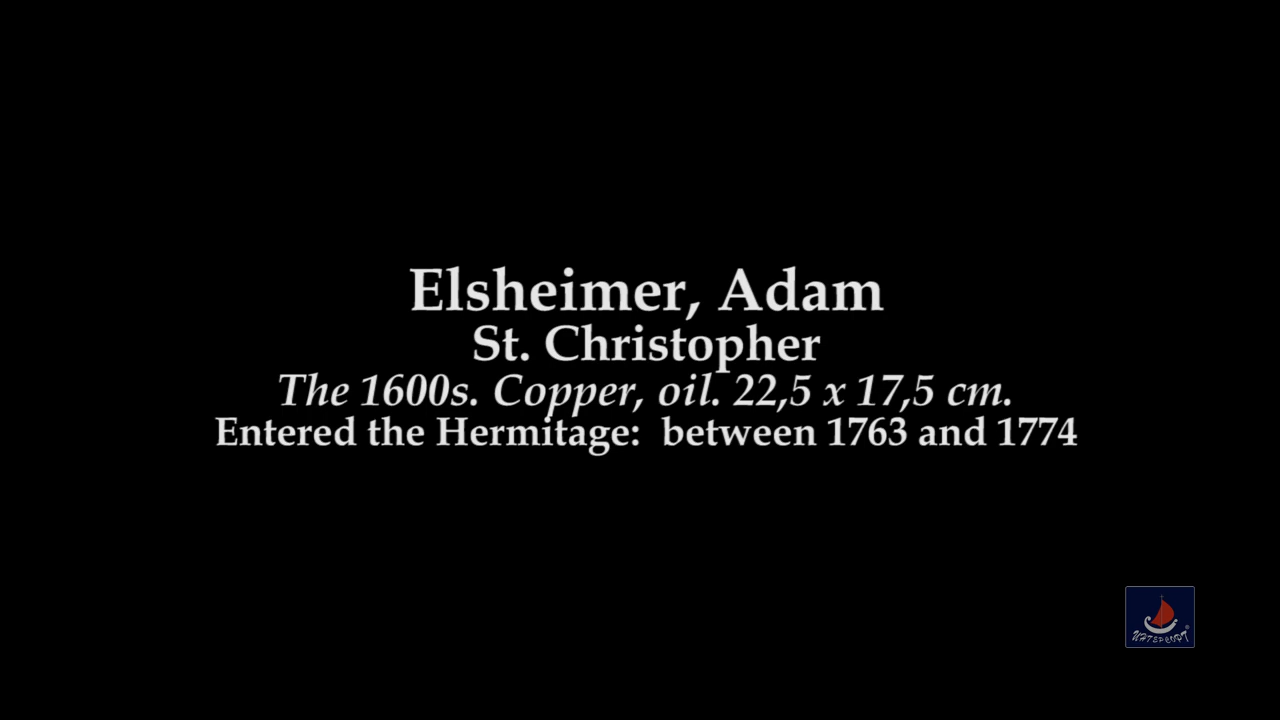 Elsheimer, Adam
St. Christopher
The 1600s. Copper, oil. 22,5 x 17,5 cm.
Entered the Hermitage: between 1763 and 1774
ИНТЕРСОФТ